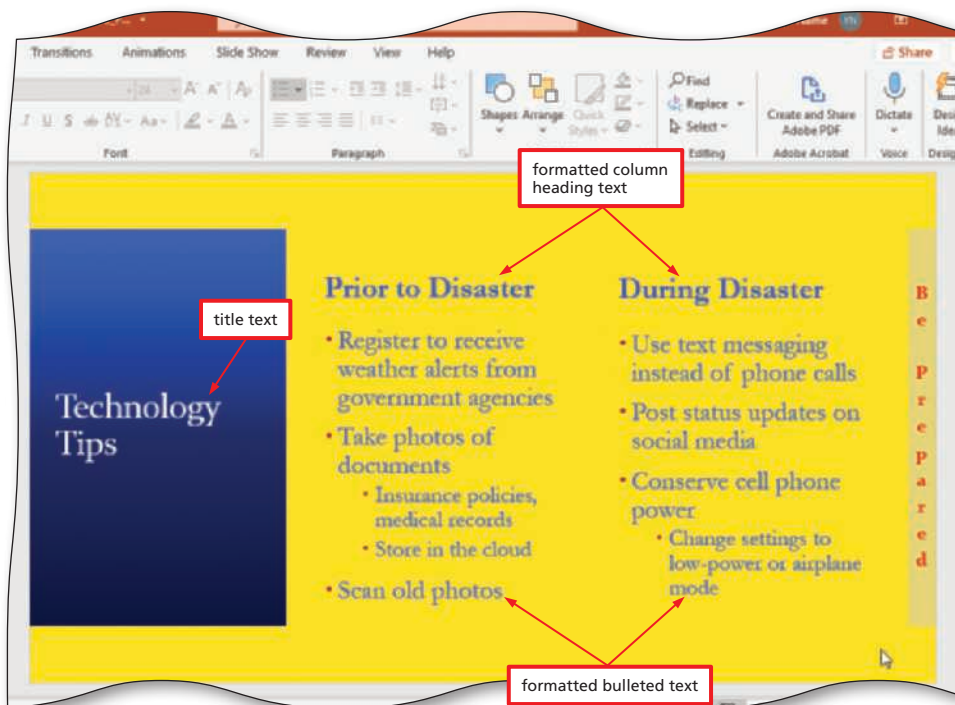 Transitions Animations Slide Show Review View Help Share
Find
Replace
Select
Shapes Arrange Quick Styles
Create and Share Adobe PDF
Dictate
Font Paragraph Editing Adobe Acrobat Voice
formatted column
heading text
title text
Technology
Tips
Prior to Disaster
• Register to receive
weather alerts from
government agencies
• Take photos of
documents
• Insurance policies,
medical records
• Store in the cloud
• Scan old photos
During Disaster
• Use text messaging
instead of phone calls
• Post status updates on
social media
• Conserve cell phone
power
• Change settings to
low-power or airplane
mode
Be Prepared
formatted bulleted text